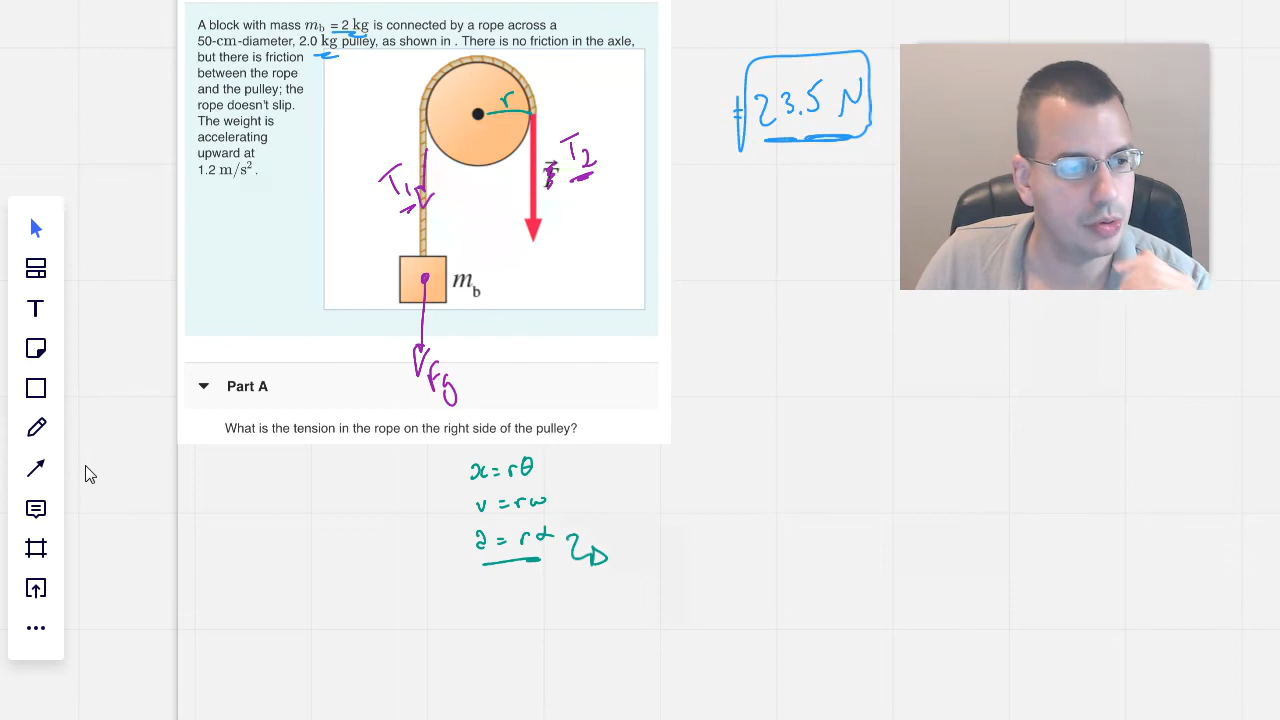 A block with mass m_b = 2 kg is connected by a rope across a
50-cm-diameter, 2.0 kg pulley, as shown in . There is no friction in the axle,
but there is friction
between the rope
and the pulley; the
rope doesn't slip.
The weight is
accelerating
upward at
1.2 m/s² .
r
T₁
T₂
m_b
Fg
= 23.5 N
Part A
What is the tension in the rope on the right side of the pulley?
x = rθ
v = rω
a = rα
T